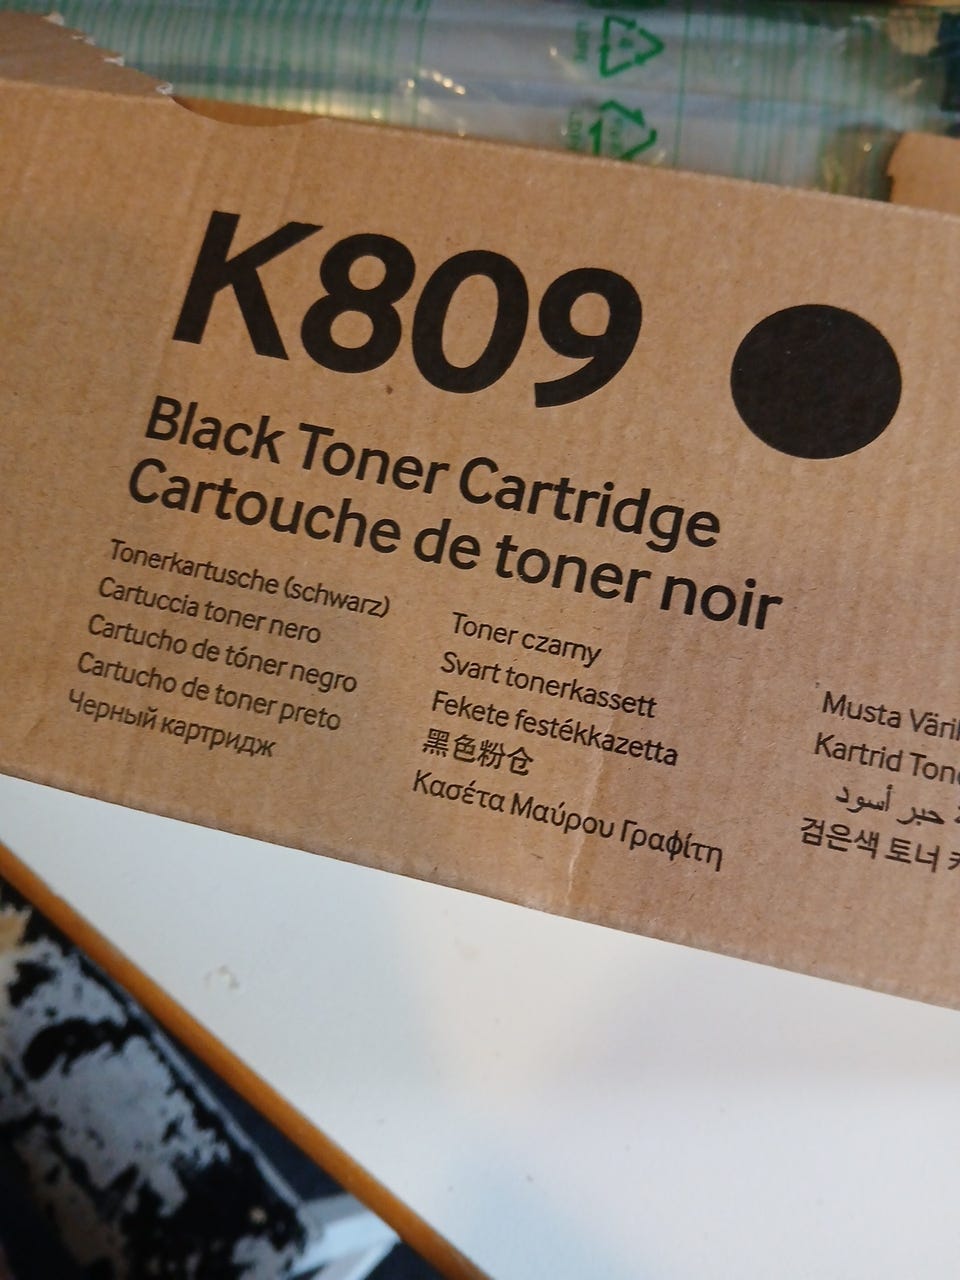 K809
Black Toner Cartridge
Cartouche de toner noir
Tonerkartusche (schwarz)
Cartuccia toner nero
Cartucho de tóner negro
Cartucho de toner preto
Черный картридж
Toner czarny
Svart tonerkassett
Fekete festékkazetta
黑色粉仓
Κασέτα Μαύρου Γραφίτη
Musta
Kartrid
حبر أسود
검은색 토너